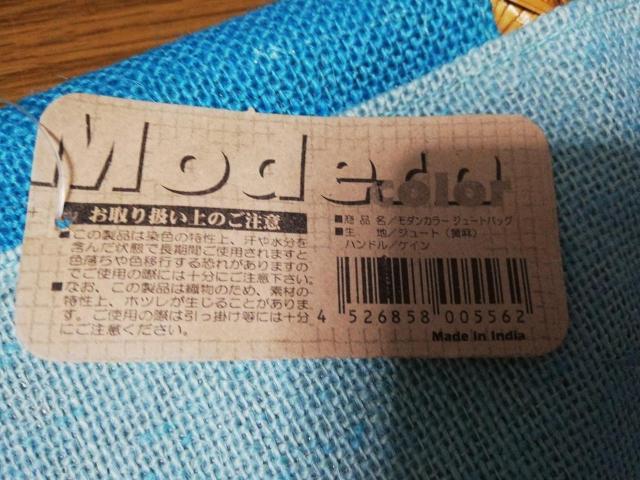 Modern
color
お取り扱い上のご注意
■この製品は染色の特性上、汗や水分を
含んだ状態で長期間ご使用されますと
色落ちや色移行する恐れがありますの
でご使用の際には十分にご注意下さい。
■なお、この製品は織物のため、素材の
特性上、ホツレが生じることがありま
す。ご使用の際は引っ掛け等には十分
にご注意ください。
■商品名／モダンカラー ジュートバッグ
■生 地／ジュート（黄麻）
ハンドル／ケイン
4 526858 005562
Made in India